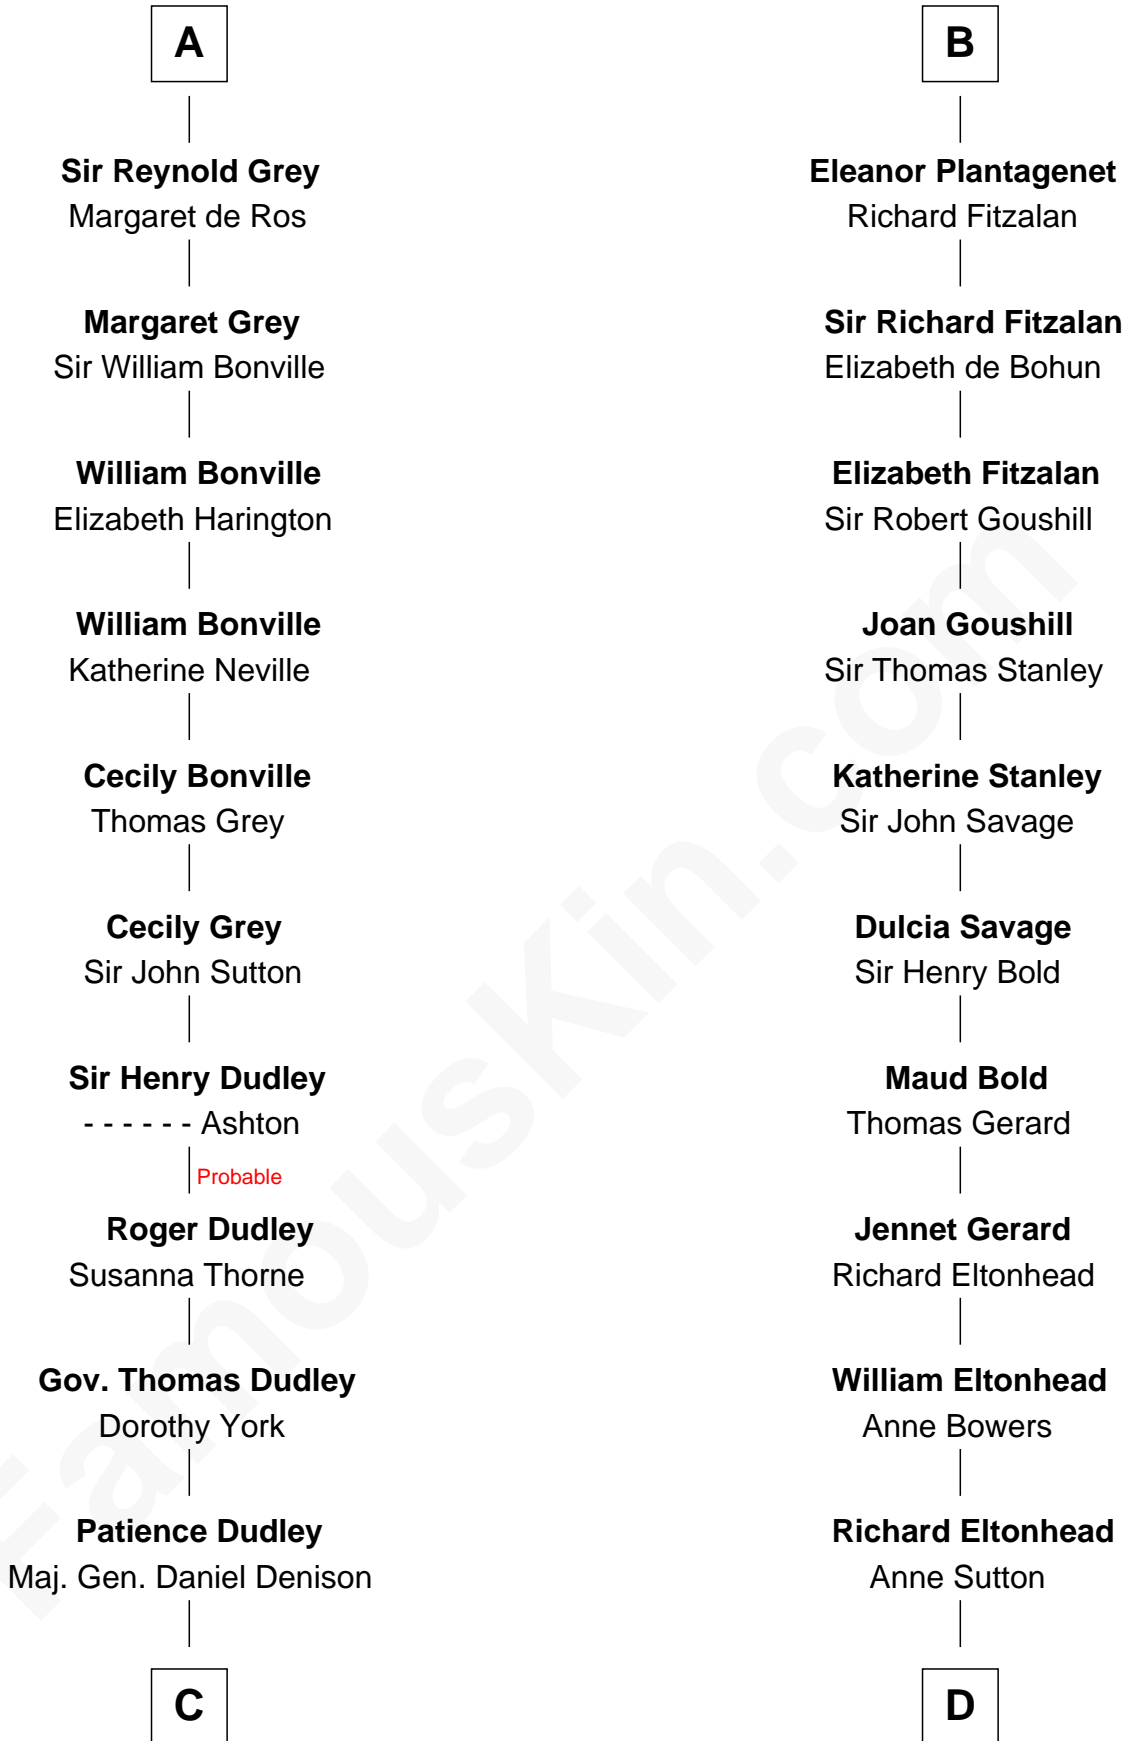 A
Sir Reynold Grey
Margaret de Ros
Margaret Grey
Sir William Bonville
William Bonville
Elizabeth Harington
William Bonville
Katherine Neville
Cecily Bonville
Thomas Grey
Cecily Grey
Sir John Sutton
Sir Henry Dudley
- - - - - - Ashton
Probable
Roger Dudley
Susanna Thorne
Gov. Thomas Dudley
Dorothy York
Patience Dudley
Maj. Gen. Daniel Denison
C
B
Eleanor Plantagenet
Richard Fitzalan
Sir Richard Fitzalan
Elizabeth de Bohun
Elizabeth Fitzalan
Sir Robert Goushill
Joan Goushill
Sir Thomas Stanley
Katherine Stanley
Sir John Savage
Dulcia Savage
Sir Henry Bold
Maud Bold
Thomas Gerard
Jennet Gerard
Richard Eltonhead
William Eltonhead
Anne Bowers
Richard Eltonhead
Anne Sutton
D
FamousKin.com